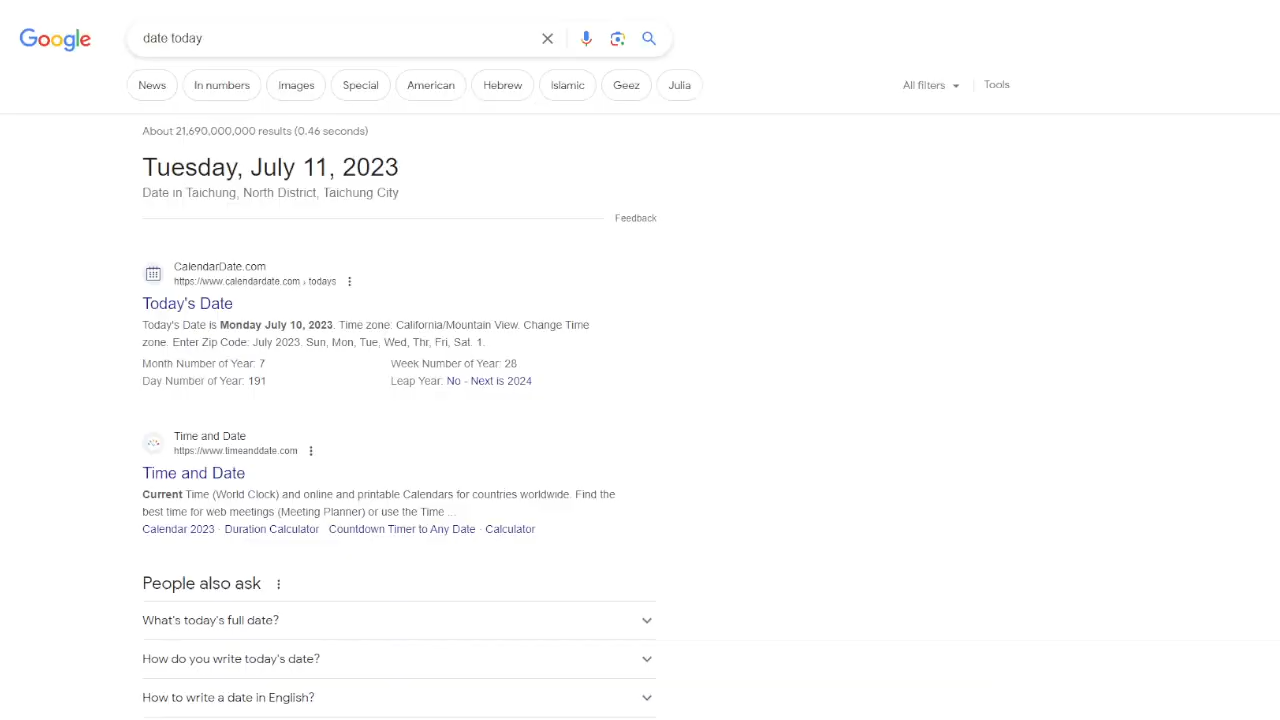 Google
date today
News In numbers Images Special American Hebrew Islamic Geez Julia All filters Tools
About 21,690,000,000 results (0.46 seconds)
Tuesday, July 11, 2023
Date in Taichung, North District, Taichung City
Feedback
CalendarDate.com
https://www.calendardate.com › todays
Today's Date
Today's Date is Monday July 10, 2023. Time zone: California/Mountain View. Change Time
zone. Enter Zip Code: July 2023. Sun, Mon, Tue, Wed, Thr, Fri, Sat. 1.
Month Number of Year: 7 Week Number of Year: 28
Day Number of Year: 191 Leap Year: No - Next is 2024
Time and Date
https://www.timeanddate.com
Time and Date
Current Time (World Clock) and online and printable Calendars for countries worldwide. Find the
best time for web meetings (Meeting Planner) or use the Time ...
Calendar 2023 · Duration Calculator · Countdown Timer to Any Date · Calculator
People also ask
What's today's full date?
How do you write today's date?
How to write a date in English?